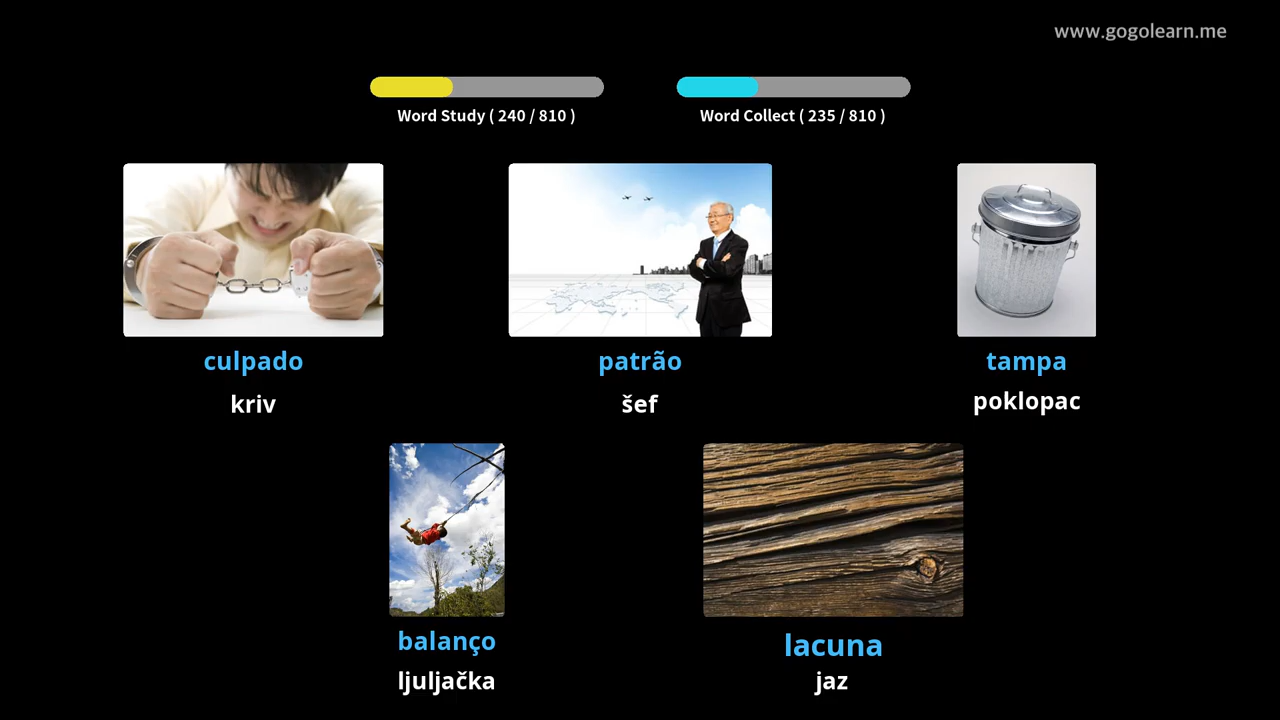 www.gogolearn.me
Word Study ( 240 / 810 )
Word Collect ( 235 / 810 )
culpado
kriv
patrão
šef
tampa
poklopac
balanço
ljuljačka
lacuna
jaz